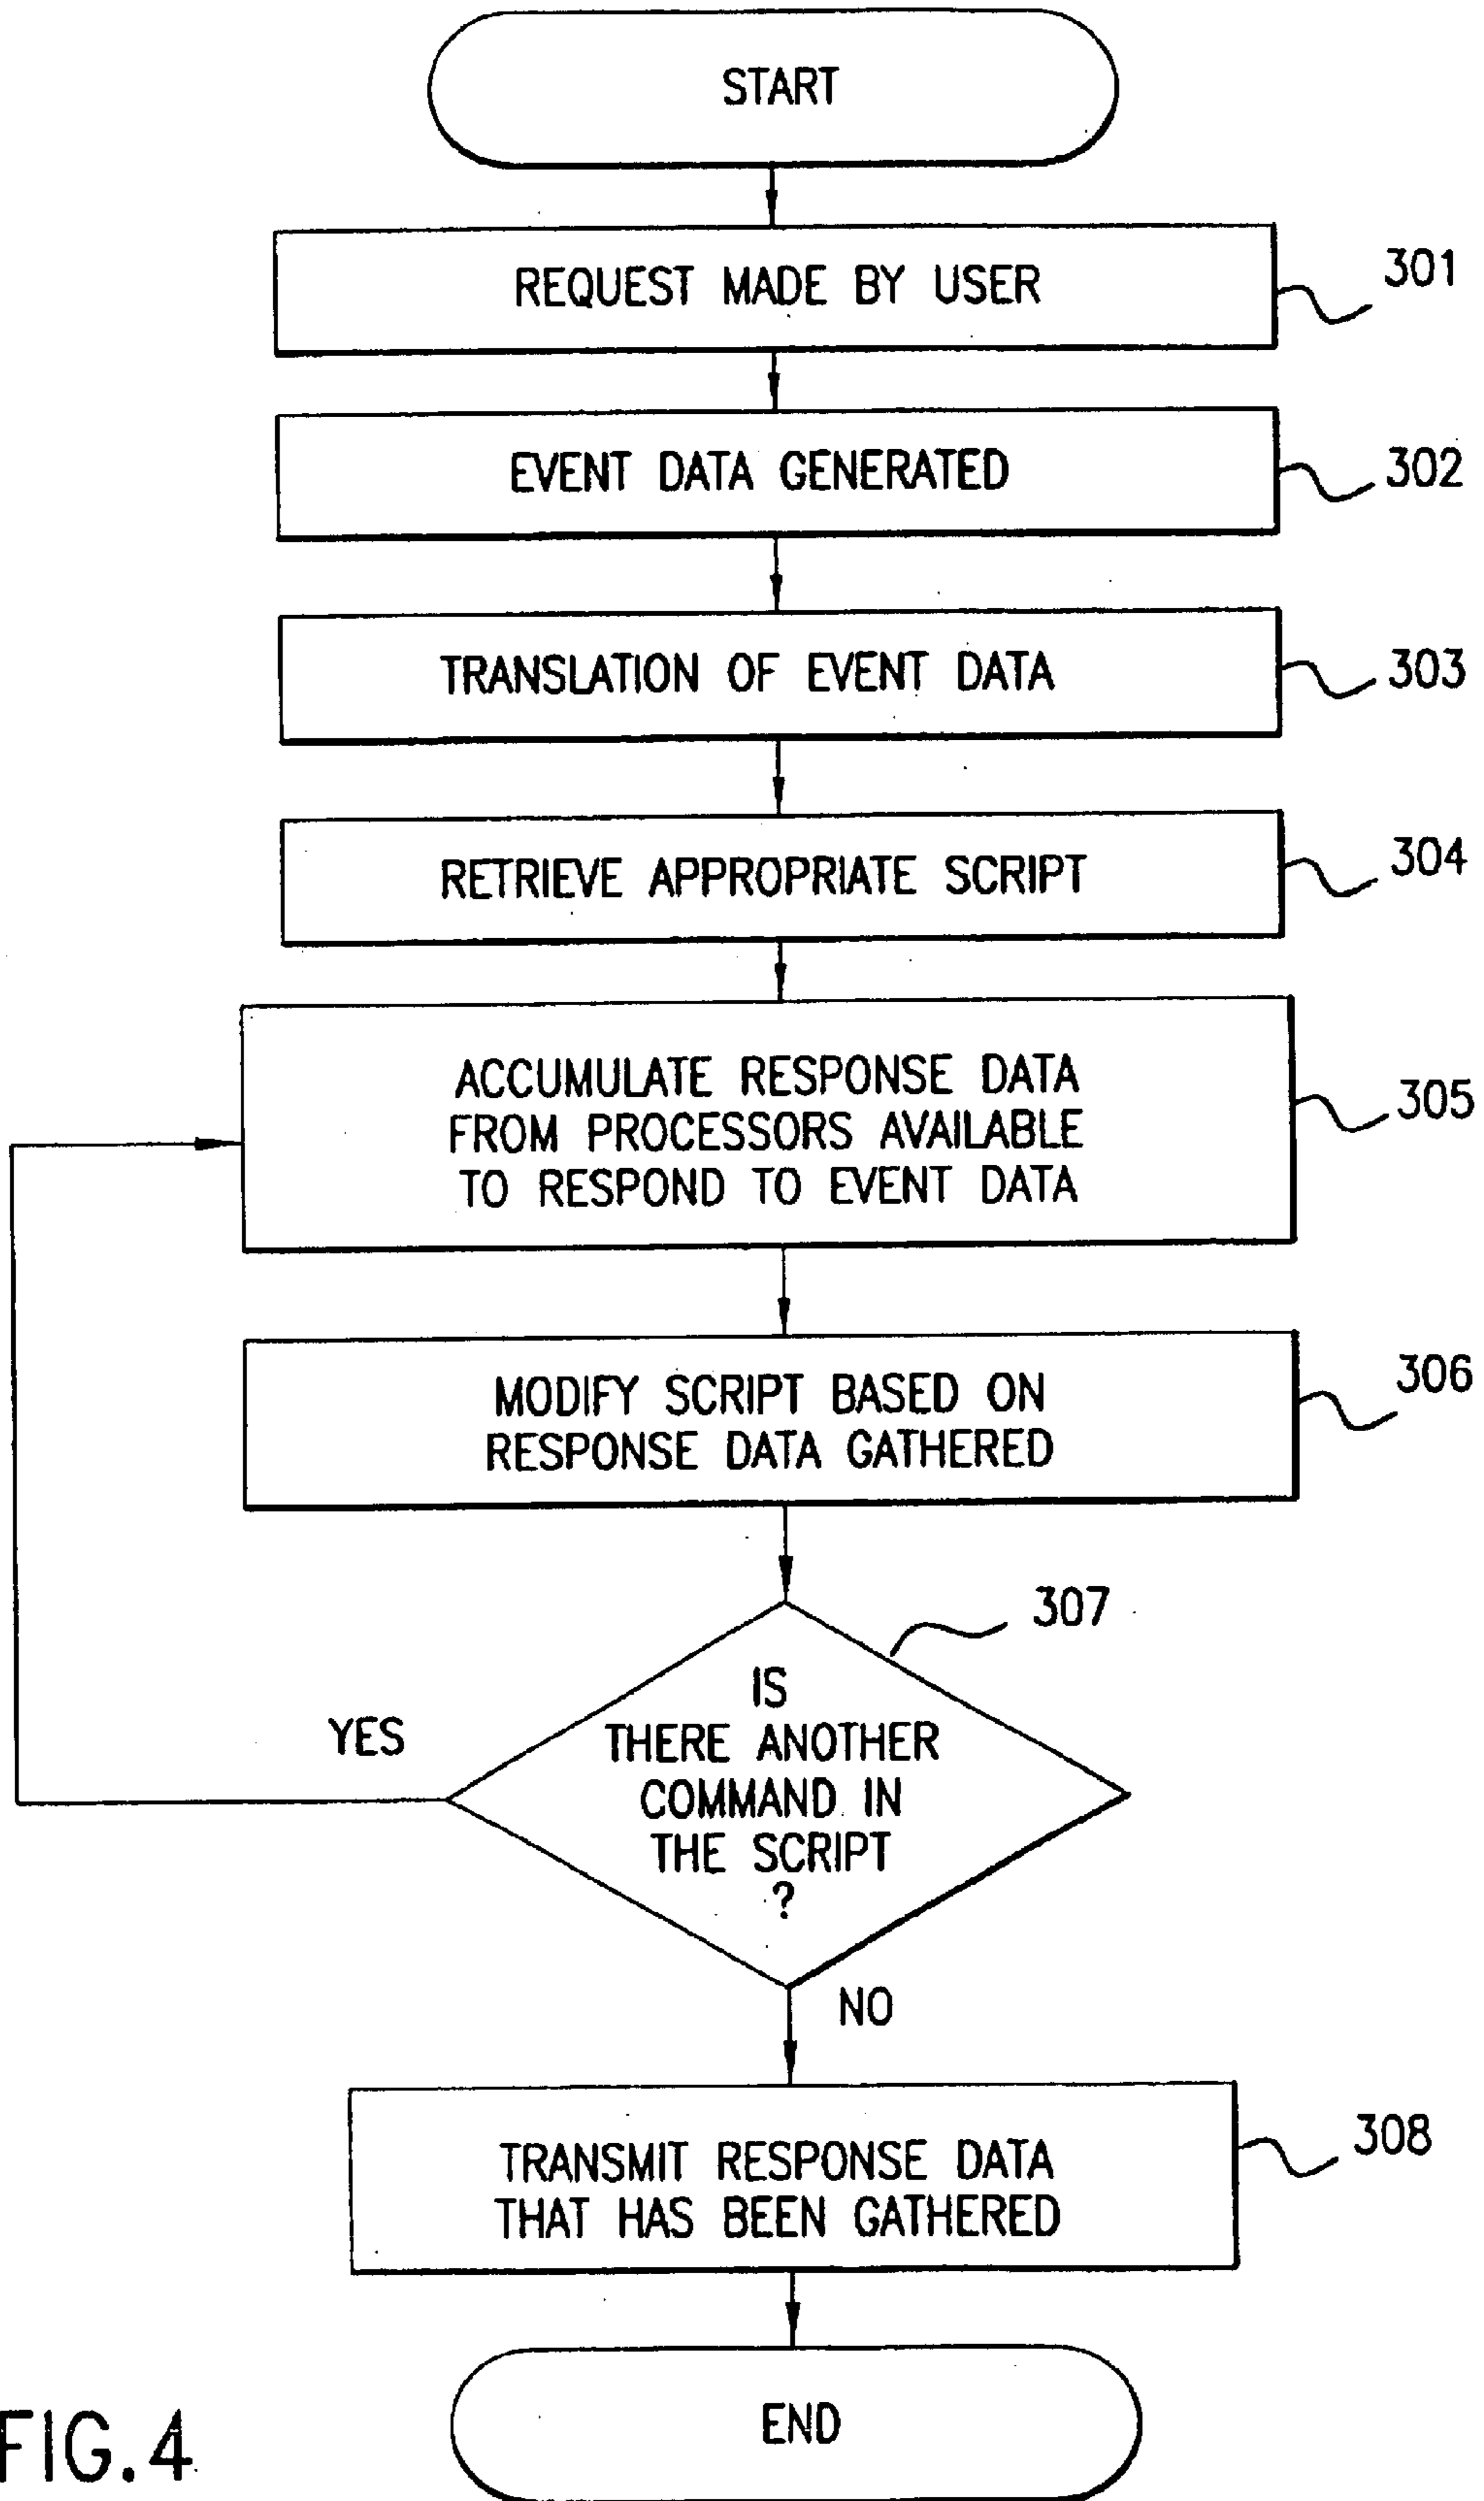 START
REQUEST MADE BY USER
301
EVENT DATA GENERATED
302
TRANSLATION OF EVENT DATA
303
RETRIEVE APPROPRIATE SCRIPT
304
ACCUMULATE RESPONSE DATA
FROM PROCESSORS AVAILABLE
TO RESPOND TO EVENT DATA
305
MODIFY SCRIPT BASED ON
RESPONSE DATA GATHERED
306
307
IS
THERE ANOTHER
COMMAND IN
THE SCRIPT
?
YES
NO
TRANSMIT RESPONSE DATA
THAT HAS BEEN GATHERED
308
END
FIG.4